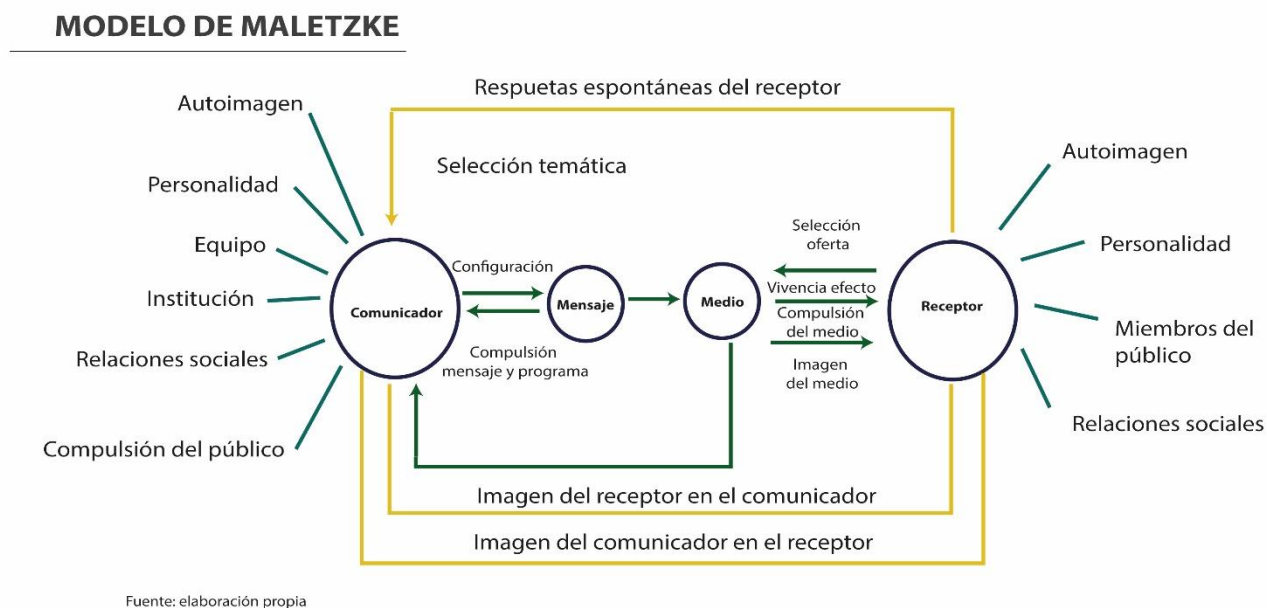 MODELO DE MALETZKE
Respuetas espontáneas del receptor
Autoimagen
Personalidad
Equipo
Institución
Relaciones sociales
Compulsión del público
Selección temática
Comunicador
Configuración
Compulsión
mensaje y programa
Mensaje
Medio
Selección
oferta
Vivencia efecto
Compulsión
del medio
Imagen
del medio
Receptor
Autoimagen
Personalidad
Miembros del
público
Relaciones sociales
Imagen del receptor en el comunicador
Imagen del comunicador en el receptor
Fuente: elaboración propia